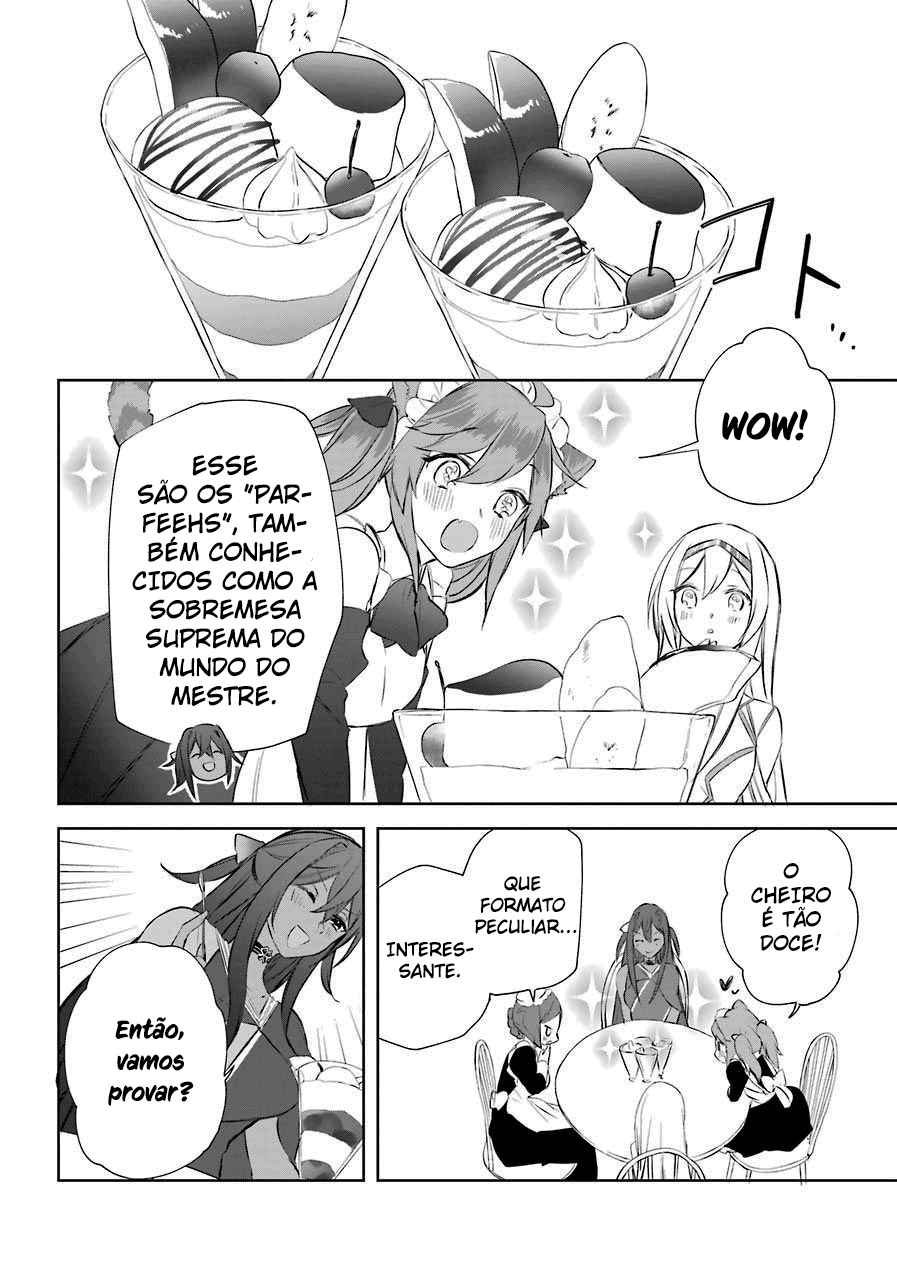 コト…
WOW!
ESSE
SÃO OS "PAR-
FEEHS", TAM-
BÉM CONHE-
CIDOS COMO A
SOBREMESA
SUPREMA DO
MUNDO DO
MESTRE.
O
CHEIRO
É TÃO
DOCE!
QUE
FORMATO
PECULIAR...
INTERES-
SANTE.
Então,
vamos
provar?